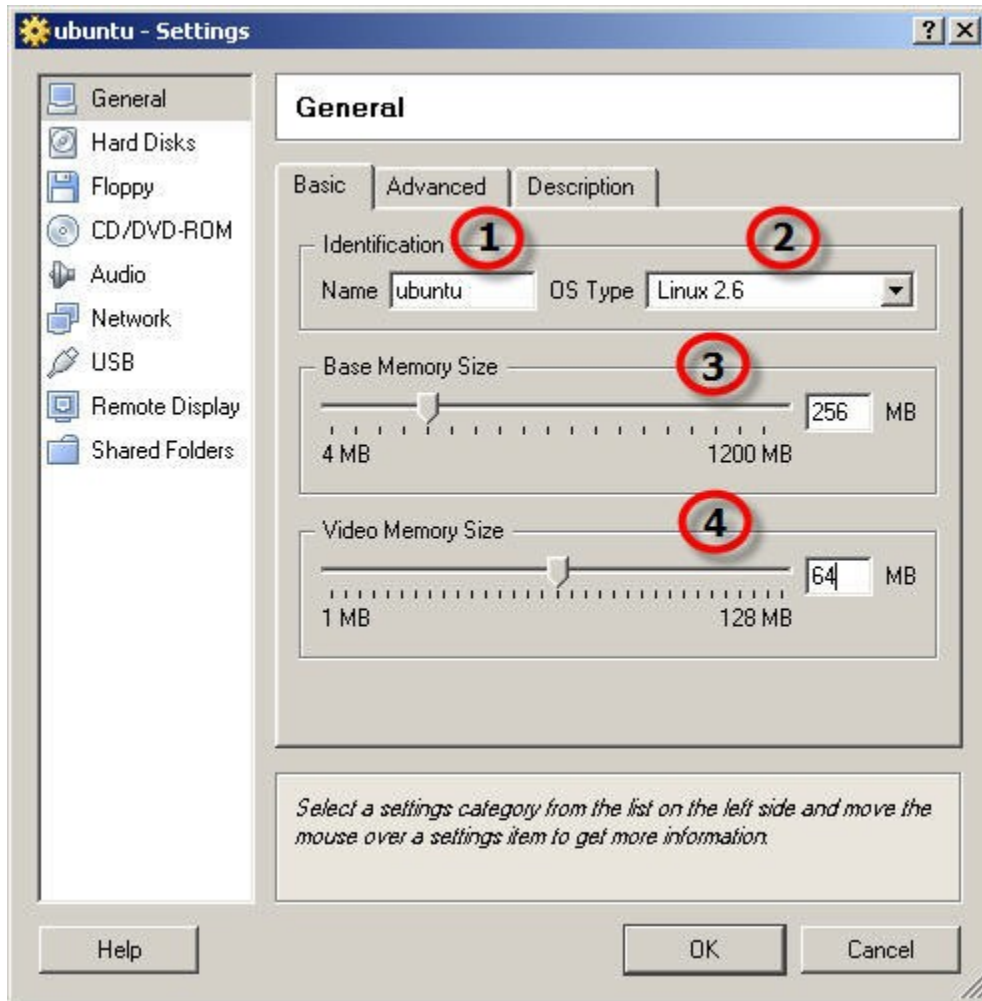 ubuntu - Settings
General
Hard Disks
Floppy
CD/DVD-ROM
Audio
Network
USB
Remote Display
Shared Folders
General
Basic Advanced Description
Identification 1 2
Name ubuntu OS Type Linux 2.6
Base Memory Size 3
256 MB
4 MB 1200 MB
Video Memory Size 4
64 MB
1 MB 128 MB
Select a settings category from the list on the left side and move the
mouse over a settings item to get more information.
Help OK Cancel